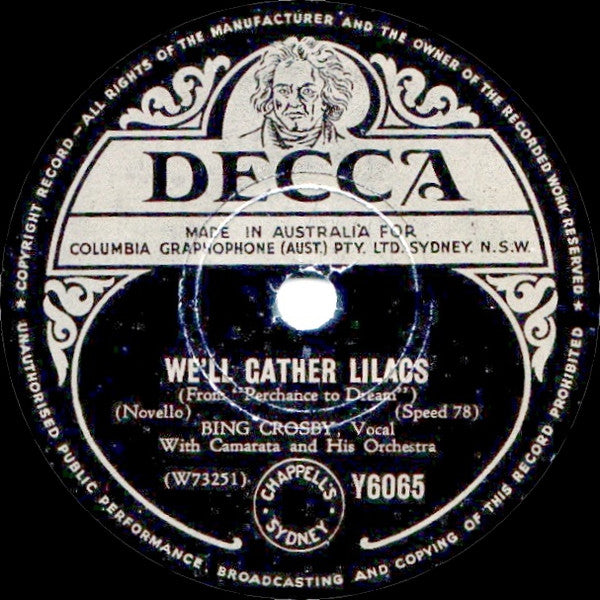 ★ COPYRIGHT RECORD—ALL RIGHTS OF THE MANUFACTURER AND THE OWNER OF THE RECORDED WORK RESERVED ★
DECCA
MADE IN AUSTRALIA FOR
COLUMBIA GRAPHOPHONE (AUST.) PTY. LTD. SYDNEY. N.S.W.
WE'LL GATHER LILACS
(From "Perchance to Dream")
(Novello) (Speed 78)
BING CROSBY, Vocal
With Camarata and His Orchestra
(W73251) Y6065
CHAPPELL'S
• SYDNEY •
UNAUTHORISED PUBLIC PERFORMANCE, BROADCASTING AND COPYING OF THIS RECORD PROHIBITED